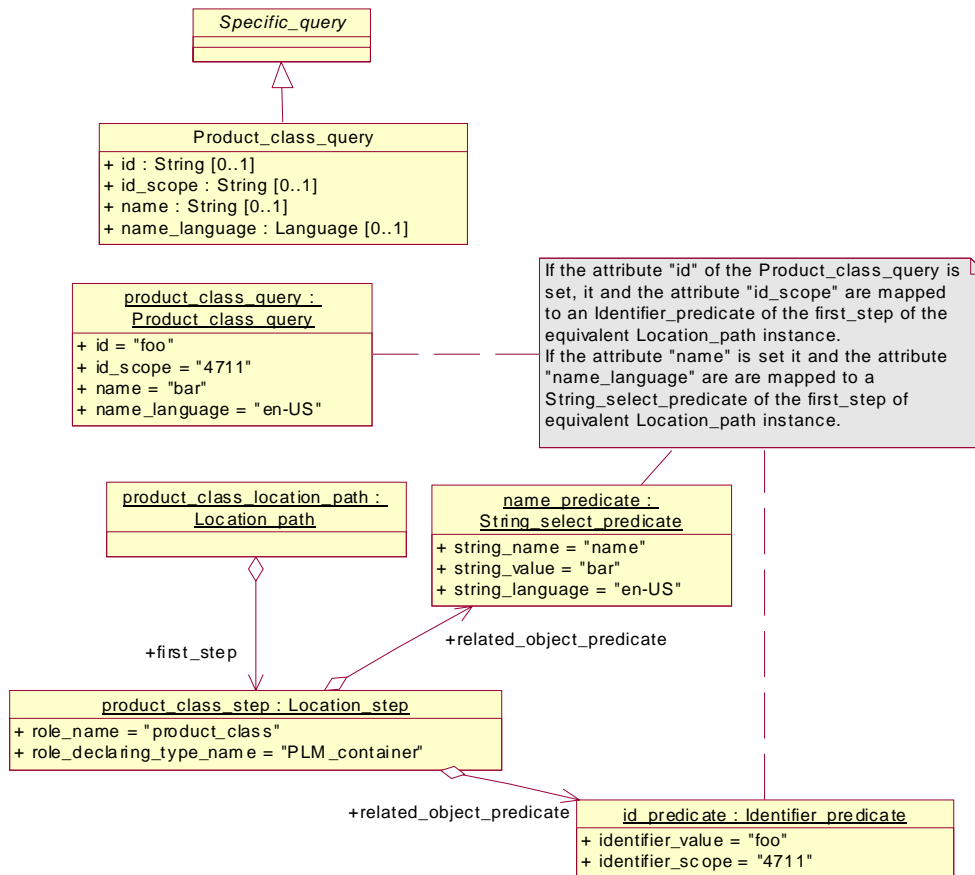 Specific_query
Product_class_query
+ id : String [0..1]
+ id_scope : String [0..1]
+ name : String [0..1]
+ name_language : Language [0..1]
If the attribute "id" of the Product_class_query is
set, it and the attribute "id_scope" are mapped
to an Identifier_predicate of the first_step of the
equivalent Location_path instance.
If the attribute "name" is set it and the attribute
"name_language" are are mapped to a
String_select_predicate of the first_step of
equivalent Location_path instance.
product_class_query :
Product_class_query
+ id = "foo"
+ id_scope = "4711"
+ name = "bar"
+ name_language = "en-US"
product_class_location_path :
Location_path
name_predicate :
String_select_predicate
+ string_name = "name"
+ string_value = "bar"
+ string_language = "en-US"
+related_object_predicate
+first_step
product_class_step : Location_step
+ role_name = "product_class"
+ role_declaring_type_name = "PLM_container"
+related_object_predicate
id_predicate : Identifier_predicate
+ identifier_value = "foo"
+ identifier_scope = "4711"